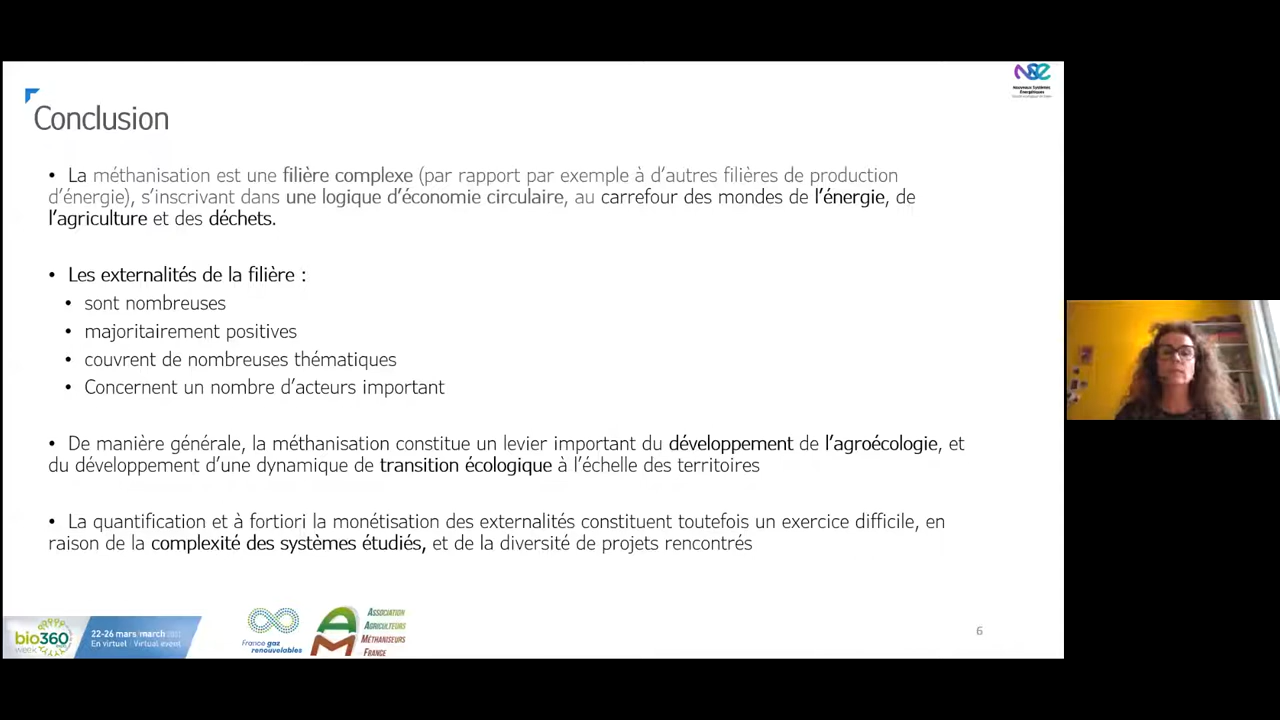 Nouveaux Systèmes
Énergétiques
Conclusion
• La méthanisation est une filière complexe (par rapport par exemple à d'autres filières de production
d'énergie), s'inscrivant dans une logique d'économie circulaire, au carrefour des mondes de l'énergie, de
l'agriculture et des déchets.
• Les externalités de la filière :
• sont nombreuses
• majoritairement positives
• couvrent de nombreuses thématiques
• Concernent un nombre d'acteurs important
• De manière générale, la méthanisation constitue un levier important du développement de l'agroécologie, et
du développement d'une dynamique de transition écologique à l'échelle des territoires
• La quantification et à fortiori la monétisation des externalités constituent toutefois un exercice difficile, en
raison de la complexité des systèmes étudiés, et de la diversité de projets rencontrés
bio360
week
22-26 mars/march
En virtuel | Virtual event
France gaz
renouvelables
Association
Agriculteurs
Méthaniseurs
France
6